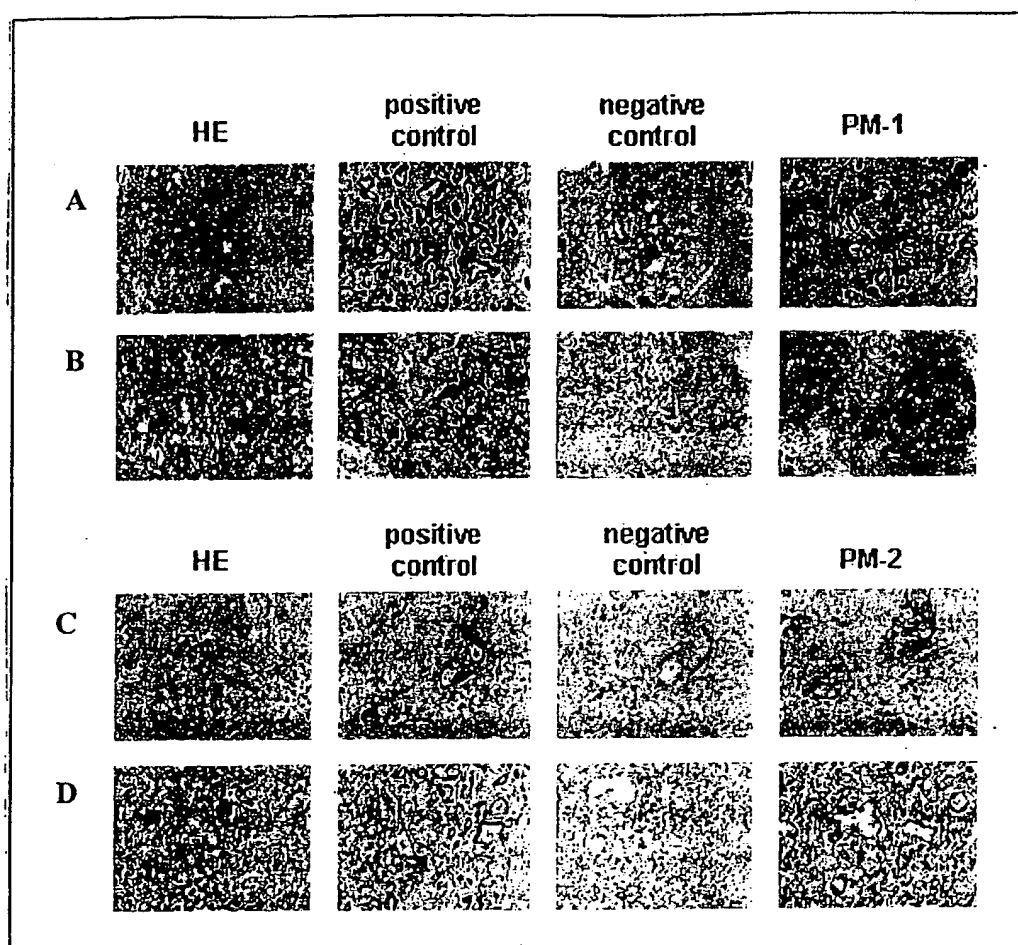 HE
positive
control
negative
control
PM-1
A
B
HE
positive
control
negative
control
PM-2
C
D